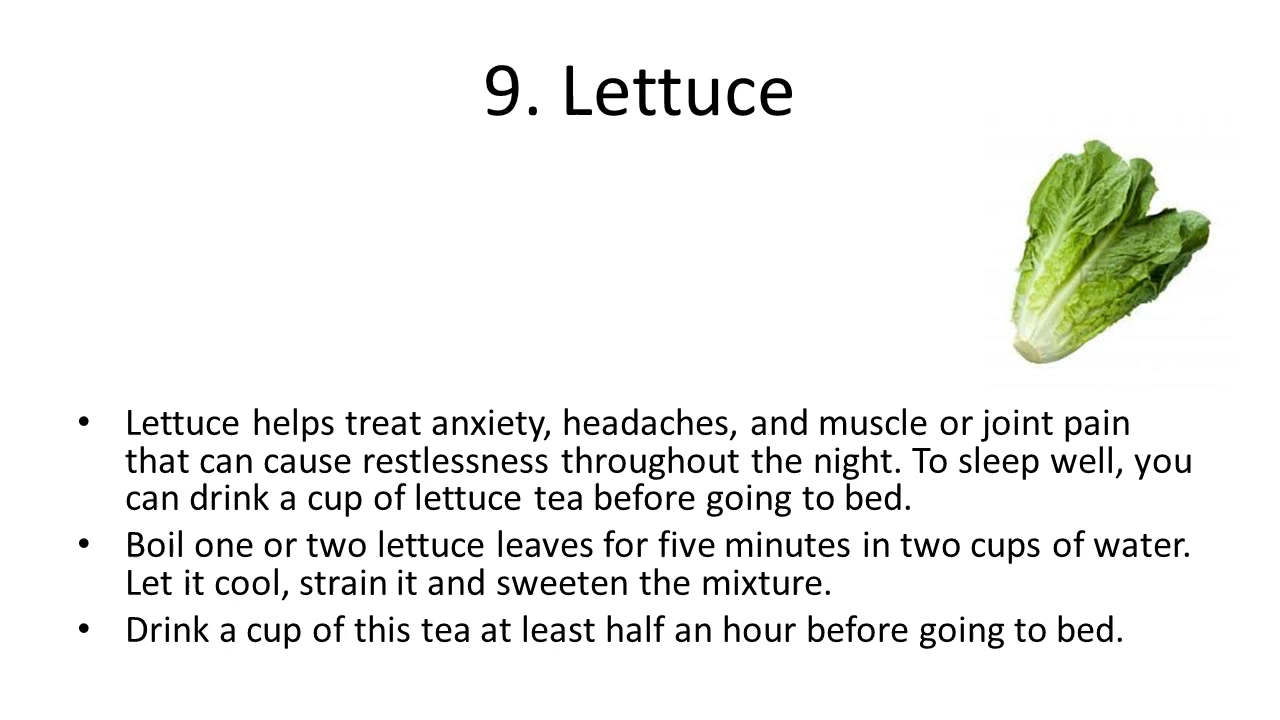 9. Lettuce
• Lettuce helps treat anxiety, headaches, and muscle or joint pain
that can cause restlessness throughout the night. To sleep well, you
can drink a cup of lettuce tea before going to bed.
• Boil one or two lettuce leaves for five minutes in two cups of water.
Let it cool, strain it and sweeten the mixture.
• Drink a cup of this tea at least half an hour before going to bed.